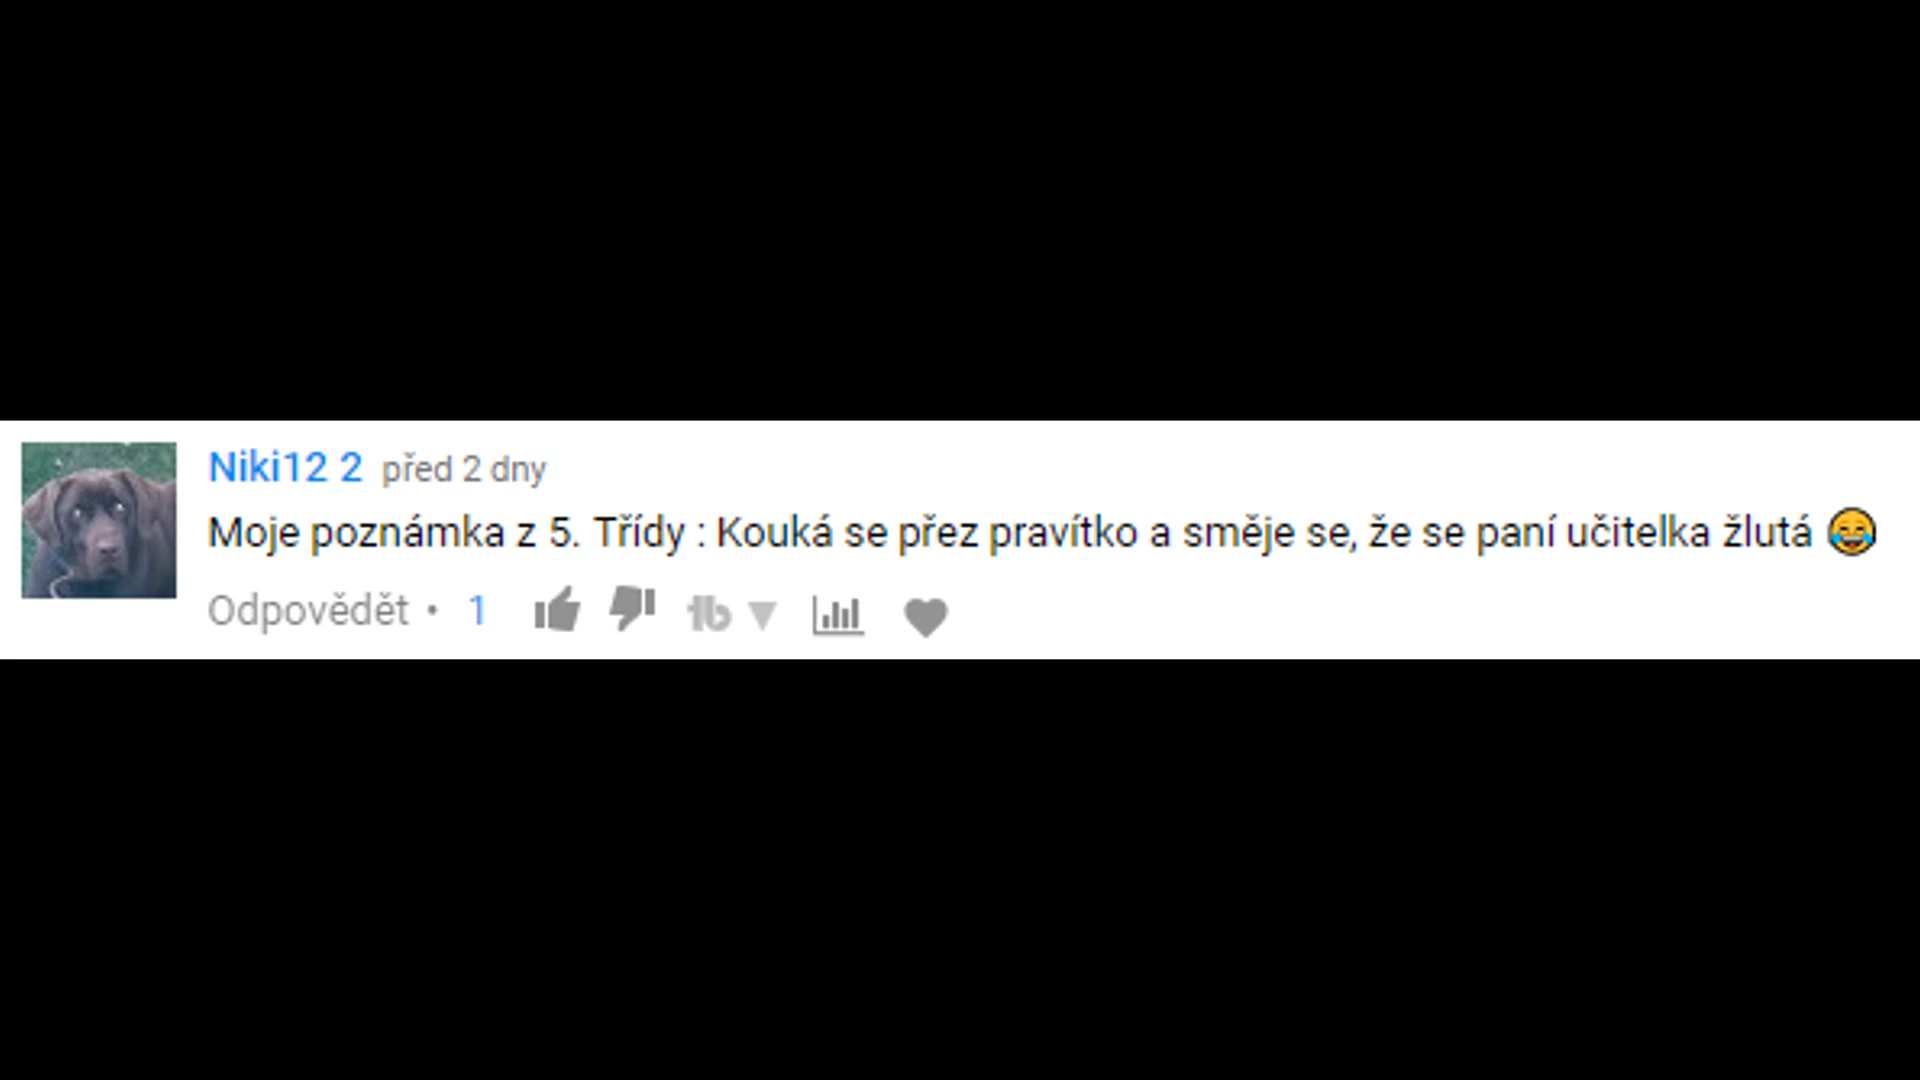 Niki12 2 před 2 dny
Moje poznámka z 5. Třídy : Kouká se přez pravítko a směje se, že se paní učitelka žlutá 😂
Odpovědět • 1